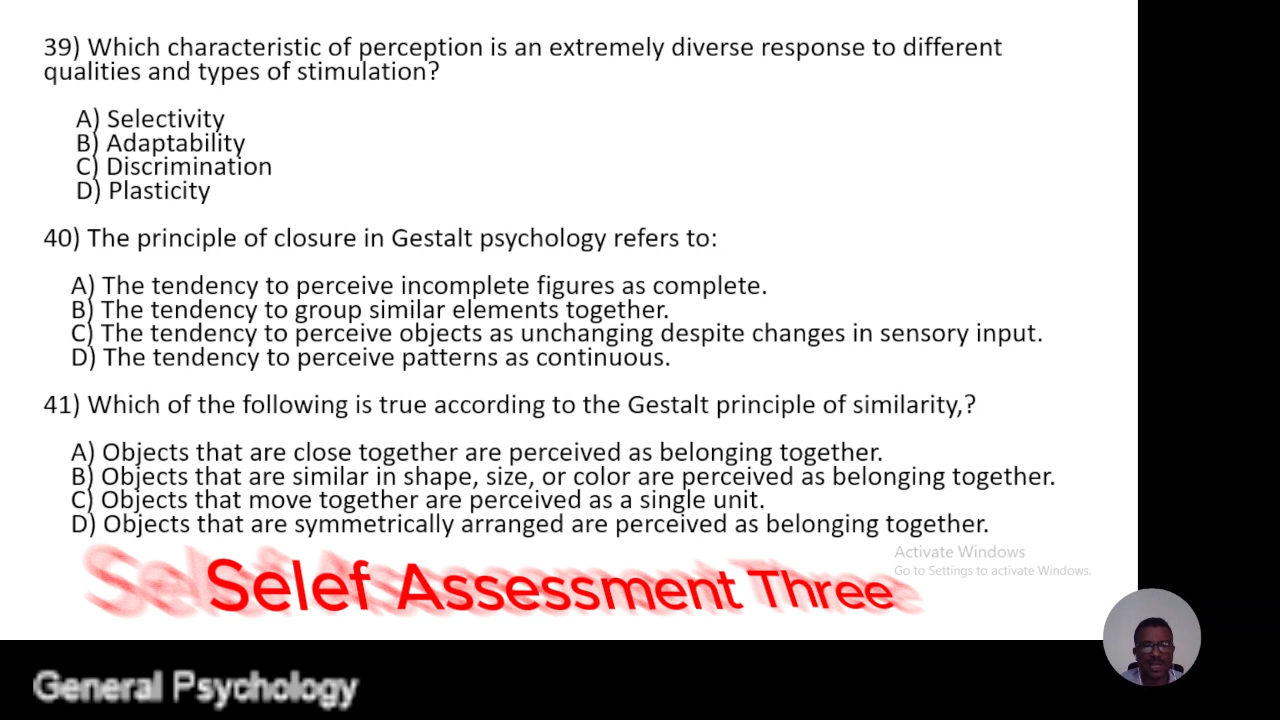 39) Which characteristic of perception is an extremely diverse response to different
qualities and types of stimulation?
A) Selectivity
B) Adaptability
C) Discrimination
D) Plasticity
40) The principle of closure in Gestalt psychology refers to:
A) The tendency to perceive incomplete figures as complete.
B) The tendency to group similar elements together.
C) The tendency to perceive objects as unchanging despite changes in sensory input.
D) The tendency to perceive patterns as continuous.
41) Which of the following is true according to the Gestalt principle of similarity,?
A) Objects that are close together are perceived as belonging together.
B) Objects that are similar in shape, size, or color are perceived as belonging together.
C) Objects that move together are perceived as a single unit.
D) Objects that are symmetrically arranged are perceived as belonging together.
Activate Windows
Go to Settings to activate Windows.
Selef Assessment Three
General Psychology